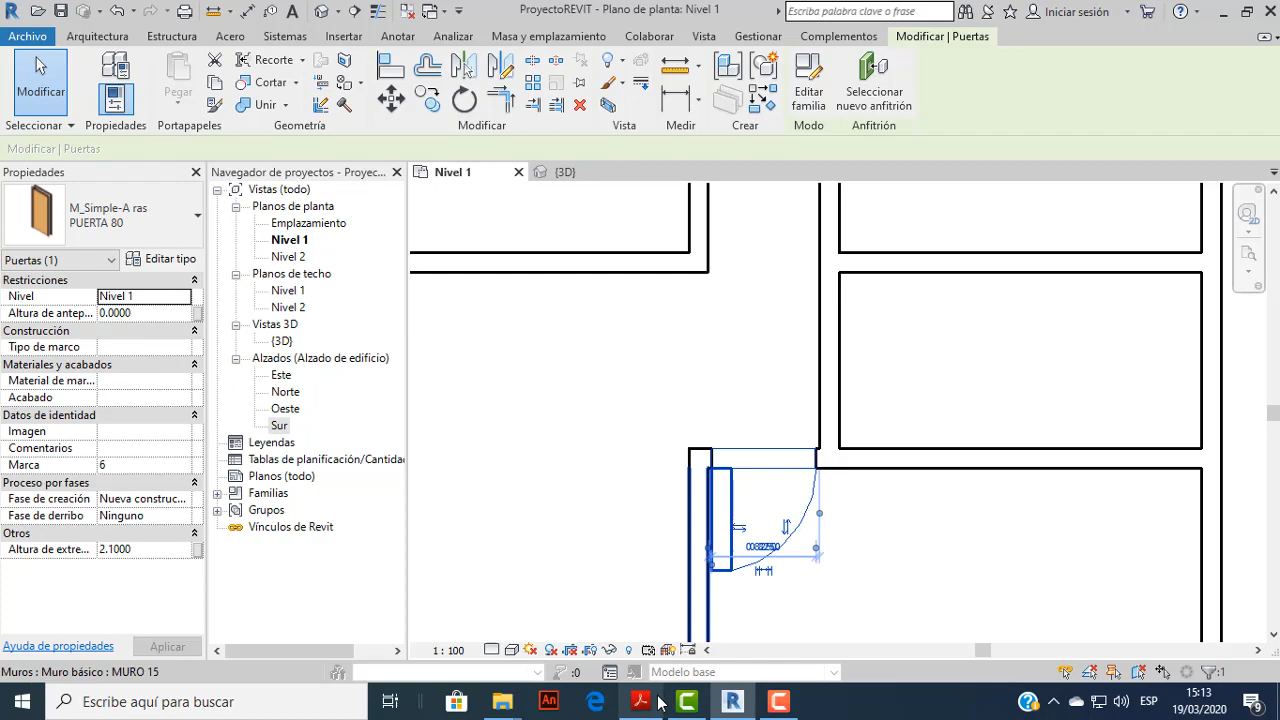 ProyectoREVIT - Plano de planta: Nivel 1
Escriba palabra clave o frase
Iniciar sesión
Archivo Arquitectura Estructura Acero Sistemas Insertar Anotar Analizar Masa y emplazamiento Colaborar Vista Gestionar Complementos Modificar | Puertas
Modificar
Pegar
Recorte
Cortar
Unir
Editar familia
Seleccionar nuevo anfitrión
Seleccionar Propiedades Portapapeles Geometría Modificar Vista Medir Crear Modo Anfitrión
Modificar | Puertas
Propiedades
M_Simple-A ras
PUERTA 80
Puertas (1)
Editar tipo
Restricciones
Nivel Nivel 1
Altura de antep... 0.0000
Construcción
Tipo de marco
Materiales y acabados
Material de mar...
Acabado
Datos de identidad
Imagen
Comentarios
Marca 6
Proceso por fases
Fase de creación Nueva construc...
Fase de derribo Ninguno
Otros
Altura de extre... 2.1000
Ayuda de propiedades
Aplicar
Navegador de proyectos - Proyec...
Vistas (todo)
Planos de planta
Emplazamiento
Nivel 1
Nivel 2
Planos de techo
Nivel 1
Nivel 2
Vistas 3D
{3D}
Alzados (Alzado de edificio)
Este
Norte
Oeste
Sur
Leyendas
Tablas de planificación/Cantida
Planos (todo)
Familias
Grupos
Vínculos de Revit
Nivel 1
{3D}
2D
1 : 100
Muros : Muro básico : MURO 15
:0
Modelo base
:1
Escribe aquí para buscar
An
R
ESP
15:13
19/03/2020
9